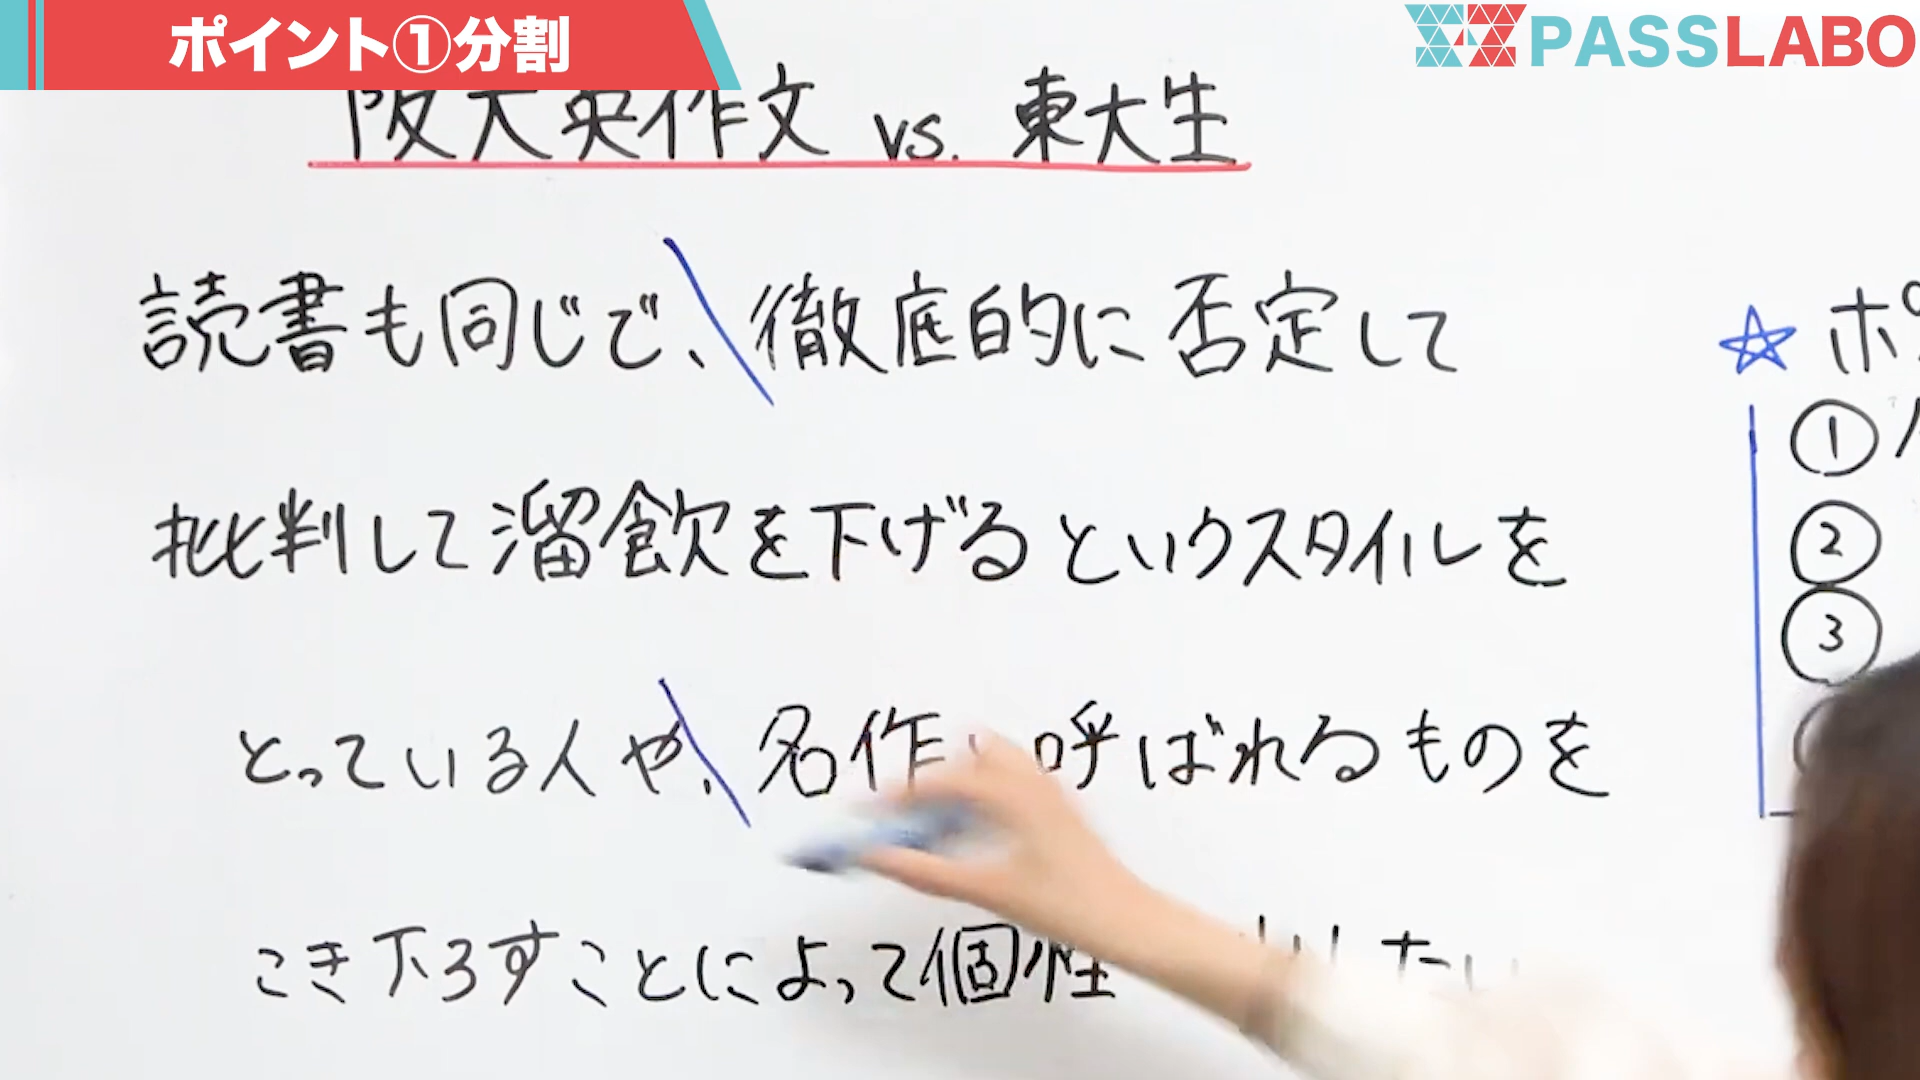 ポイント①分割
PASSLABO
阪大英作文 vs. 東大生
読書も同じで、徹底的に否定して
批判して溜飲を下げるというスタイルを
とっている人や、名作 呼ばれるものを
こき下ろすことによって個性 たい
☆ ポ
①
②
③